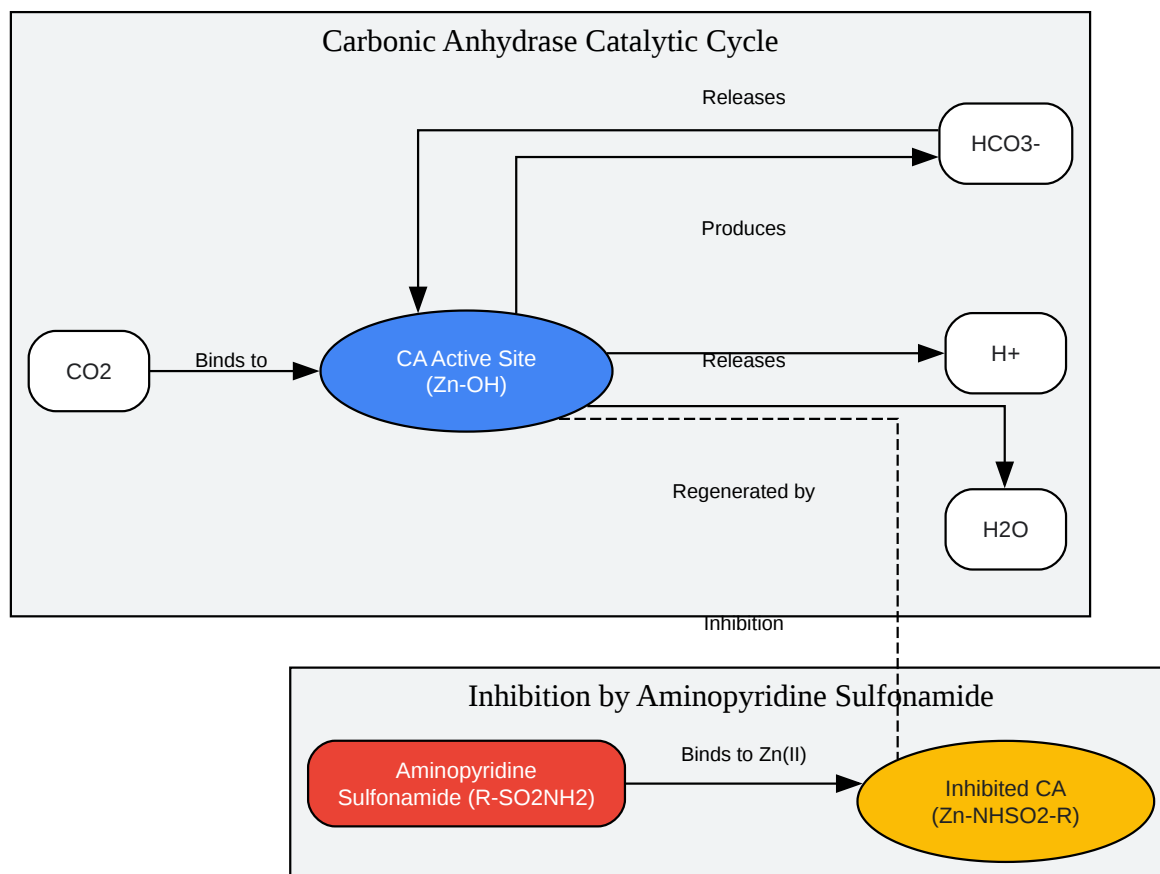 Carbonic Anhydrase Catalytic Cycle
Releases
HCO3-
Produces
CO2
Binds to
CA Active Site
(Zn-OH)
Releases
H+
Regenerated by
H2O
Inhibition
Inhibition by Aminopyridine Sulfonamide
Aminopyridine
Sulfonamide (R-SO2NH2)
Binds to Zn(II)
Inhibited CA
(Zn-NHSO2-R)